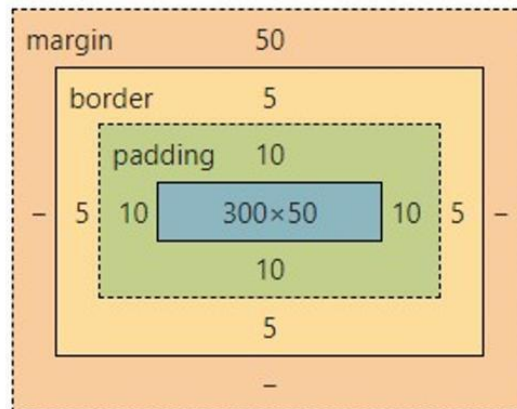 margin 50
border 5
padding 10
– 5 10 300×50 10 5 –
10
5
–